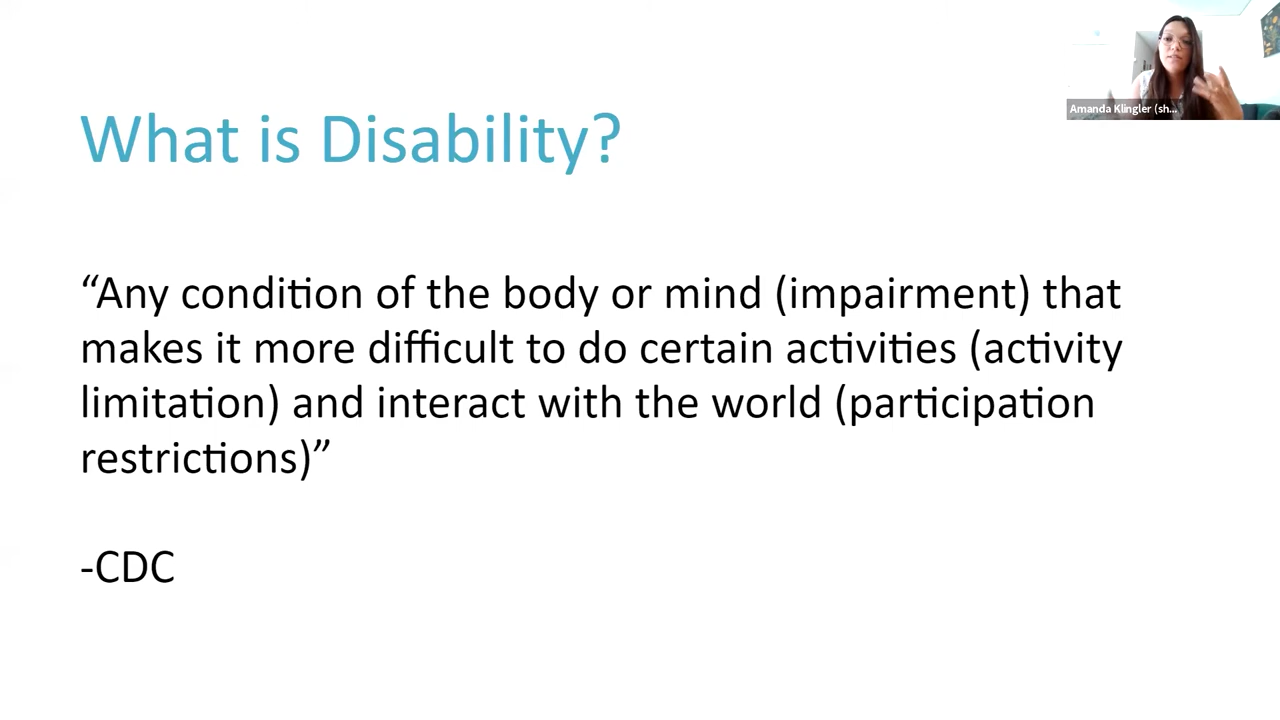 Amanda Klingler (sh...
What is Disability?
“Any condition of the body or mind (impairment) that
makes it more difficult to do certain activities (activity
limitation) and interact with the world (participation
restrictions)”
-CDC